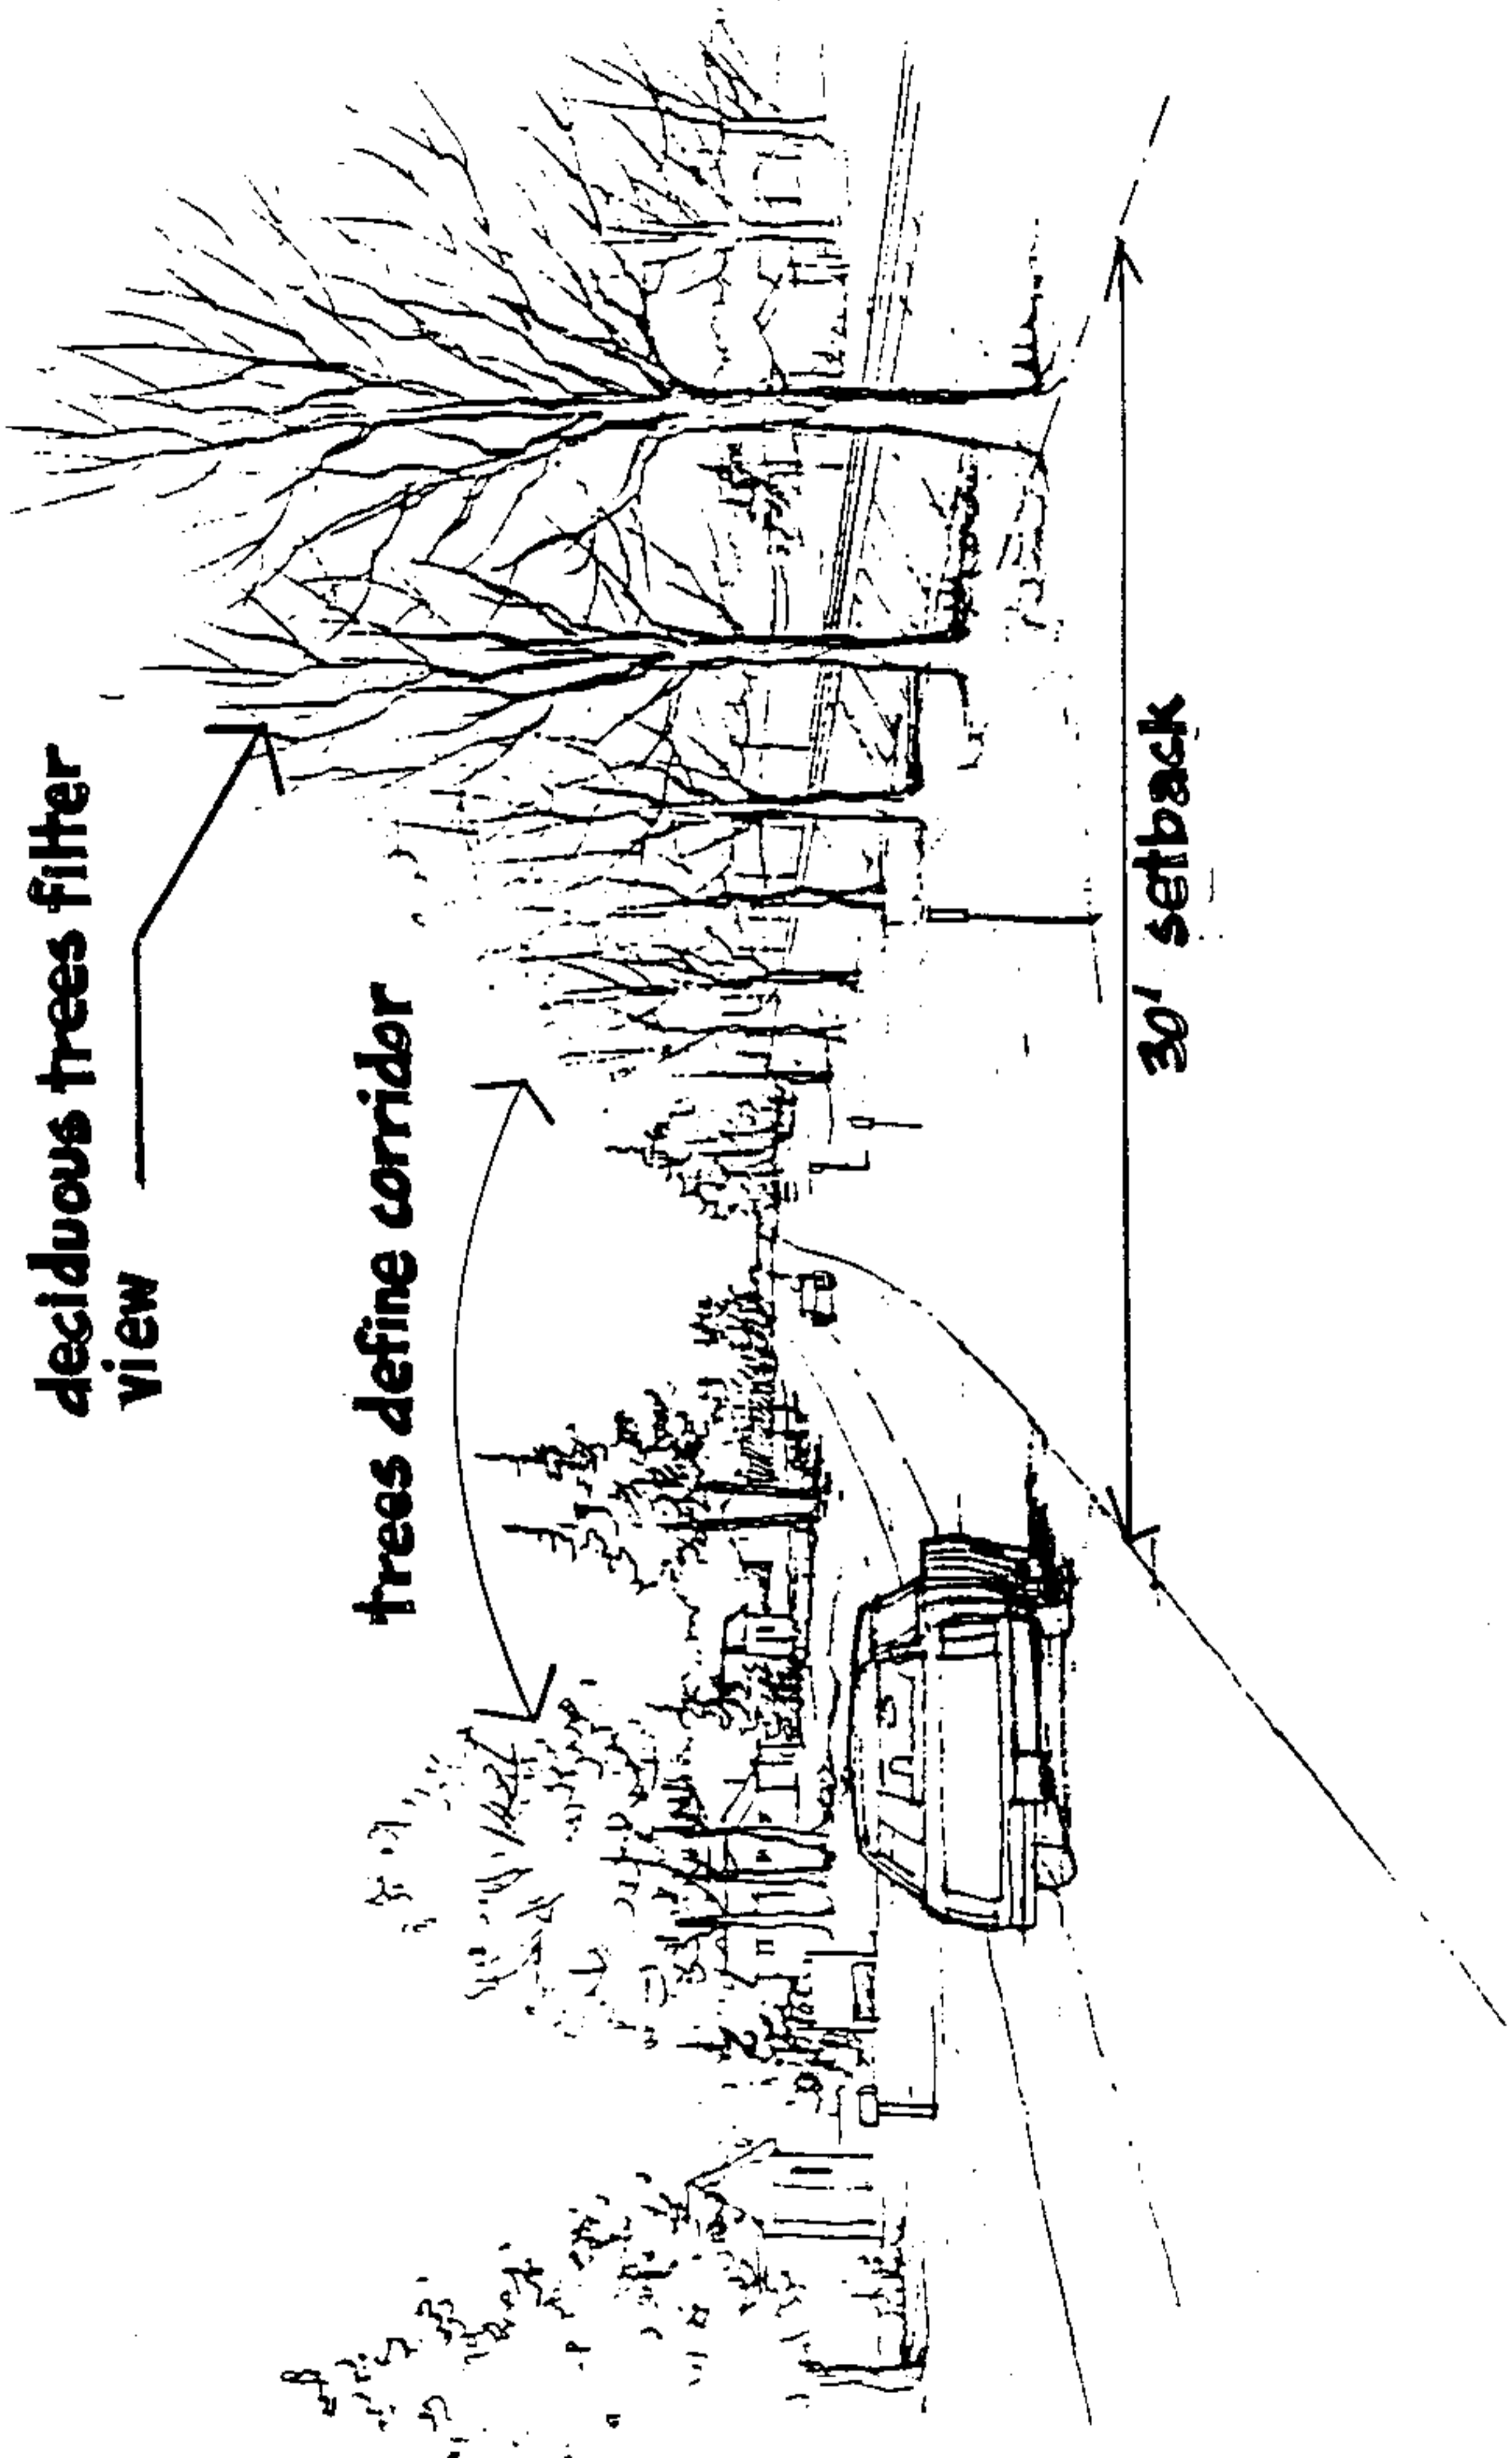 deciduous trees filter
view
trees define corridor
30' setback